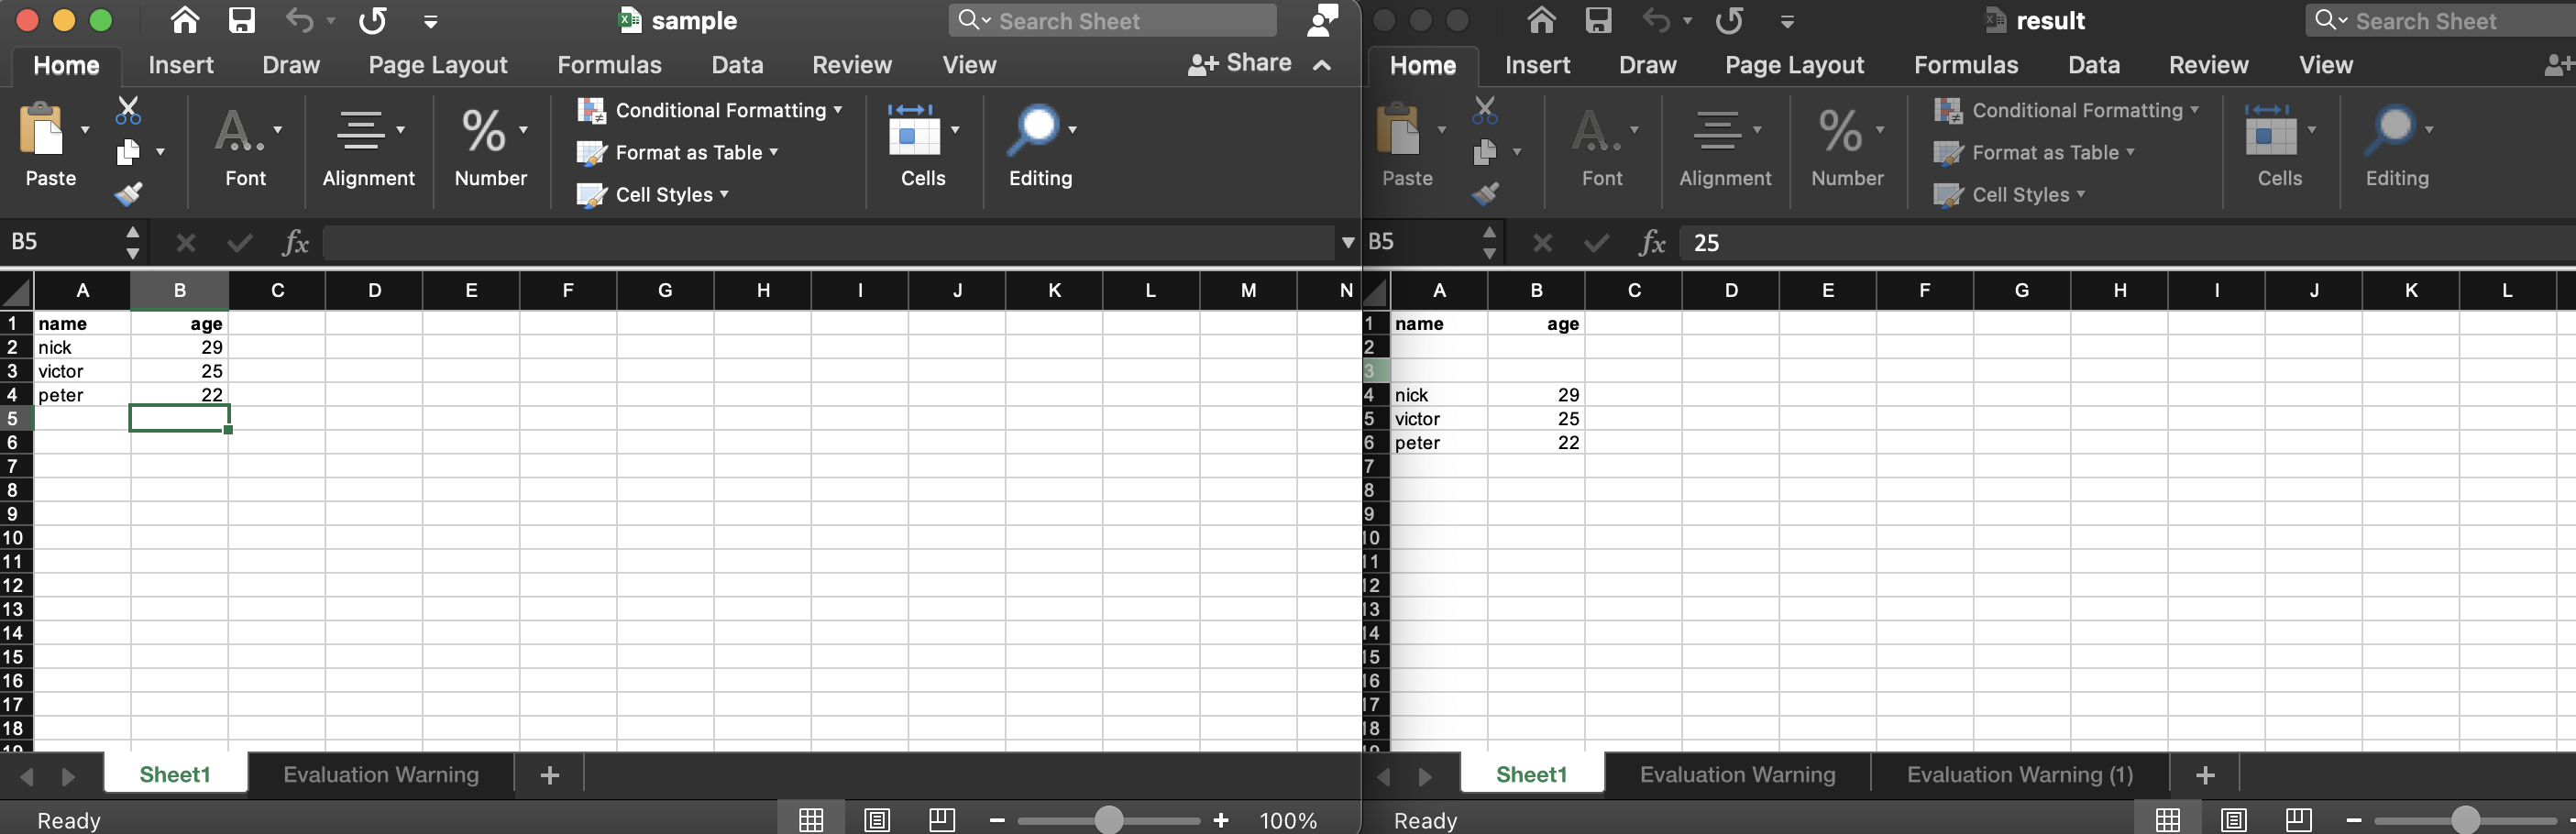 sample
Search Sheet
Home Insert Draw Page Layout Formulas Data Review View Share
Conditional Formatting
Format as Table
Cell Styles
Paste Font Alignment Number Cells Editing
B5 fx
A B C D E F G H I J K L M N
1 name age
2 nick 29
3 victor 25
4 peter 22
5
6
7
8
9
10
11
12
13
14
15
16
17
18
19
Sheet1 Evaluation Warning +
Ready 100%
result
Search Sheet
Home Insert Draw Page Layout Formulas Data Review View
Conditional Formatting
Format as Table
Cell Styles
Paste Font Alignment Number Cells Editing
B5 fx 25
A B C D E F G H I J K L
1 name age
2
3
4 nick 29
5 victor 25
6 peter 22
7
8
9
10
11
12
13
14
15
16
17
18
19
Sheet1 Evaluation Warning Evaluation Warning (1) +
Ready